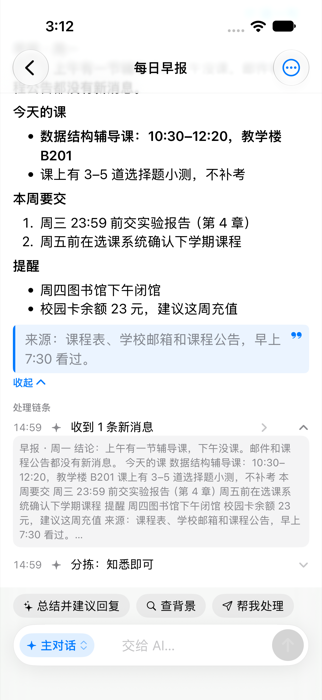 3:12
每日早报
今天的课
• 数据结构辅导课：10:30–12:20，教学楼
B201
• 课上有 3–5 道选择题小测，不补考
本周要交
1. 周三 23:59 前交实验报告（第 4 章）
2. 周五前在选课系统确认下学期课程
提醒
• 周四图书馆下午闭馆
• 校园卡余额 23 元，建议这周充值
来源：课程表、学校邮箱和课程公告，早上
7:30 看过。
收起
处理链条
14:59 收到 1 条新消息
早报 · 周一 结论：上午有一节辅导课，下午没课。邮件和课
程公告都没有新消息。 今天的课 数据结构辅导课：10:30–
12:20，教学楼 B201 课上有 3–5 道选择题小测，不补考 本
周要交 周三 23:59 前交实验报告（第 4 章） 周五前在选课系
统确认下学期课程 提醒 周四图书馆下午闭馆 校园卡余额 23
元，建议这周充值 来源：课程表、学校邮箱和课程公告，早上
7:30 看过。...
14:59 分拣：知悉即可
总结并建议回复 查背景 帮我处理
主对话 交给 AI...